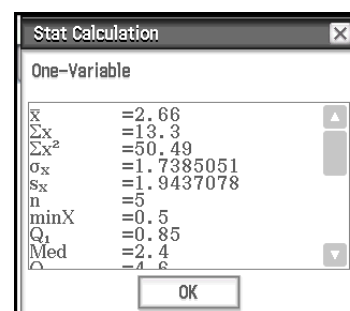 Stat Calculation
One-Variable
x̄ =2.66
Σx =13.3
Σx² =50.49
σx =1.7385051
sx =1.9437078
n =5
minX =0.5
Q₁ =0.85
Med =2.4
OK